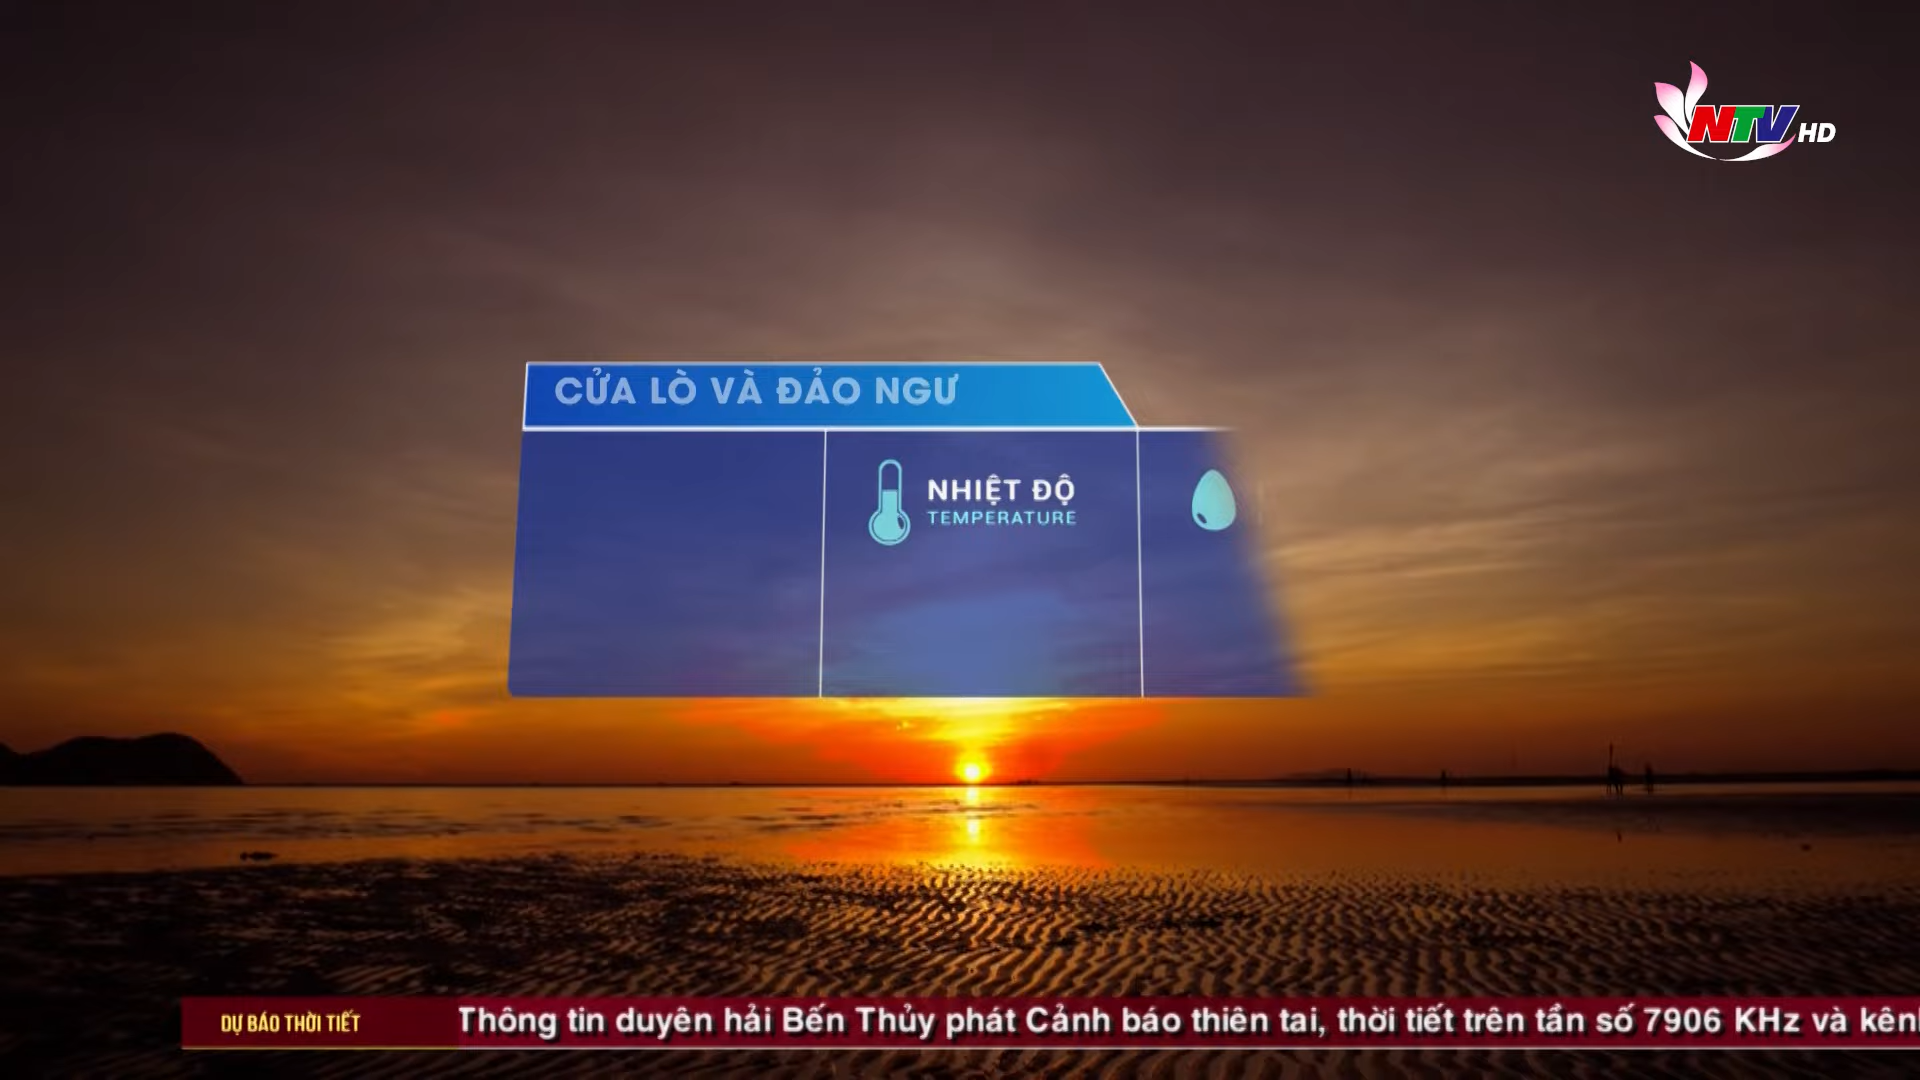 NTV HD
CỬA LÒ VÀ ĐẢO NGƯ
NHIỆT ĐỘ
TEMPERATURE
DỰ BÁO THỜI TIẾT
Thông tin duyên hải Bến Thủy phát Cảnh báo thiên tai, thời tiết trên tần số 7906 KHz và